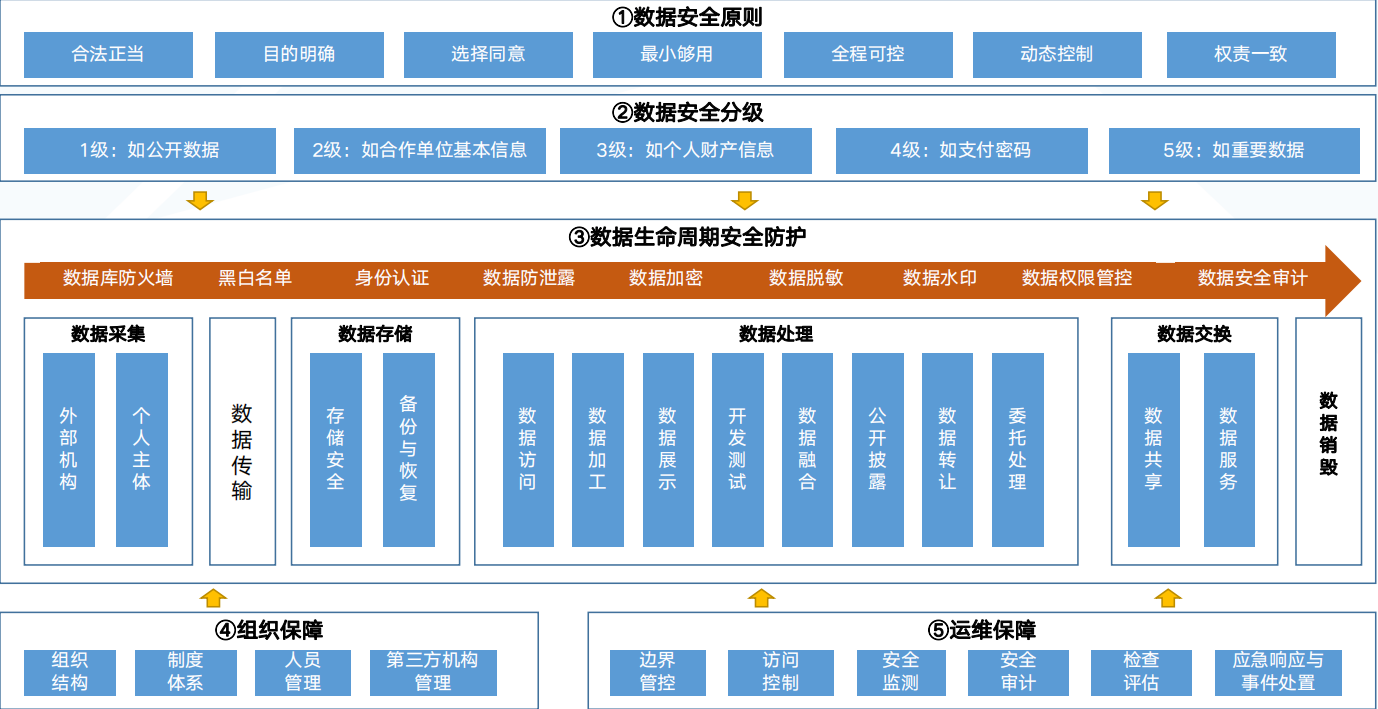 ①数据安全原则
合法正当
目的明确
选择同意
最小够用
全程可控
动态控制
权责一致
②数据安全分级
1级：如公开数据
2级：如合作单位基本信息
3级：如个人财产信息
4级：如支付密码
5级：如重要数据
③数据生命周期安全防护
数据库防火墙
黑白名单
身份认证
数据防泄露
数据加密
数据脱敏
数据水印
数据权限管控
数据安全审计
数据采集
外部机构
个人主体
数据传输
数据存储
存储安全
备份与恢复
数据处理
数据访问
数据加工
数据展示
开发测试
数据融合
公开披露
数据转让
委托处理
数据交换
数据共享
数据服务
数据销毁
④组织保障
组织
结构
制度
体系
人员
管理
第三方机构
管理
⑤运维保障
边界
管控
访问
控制
安全
监测
安全
审计
检查
评估
应急响应与
事件处置